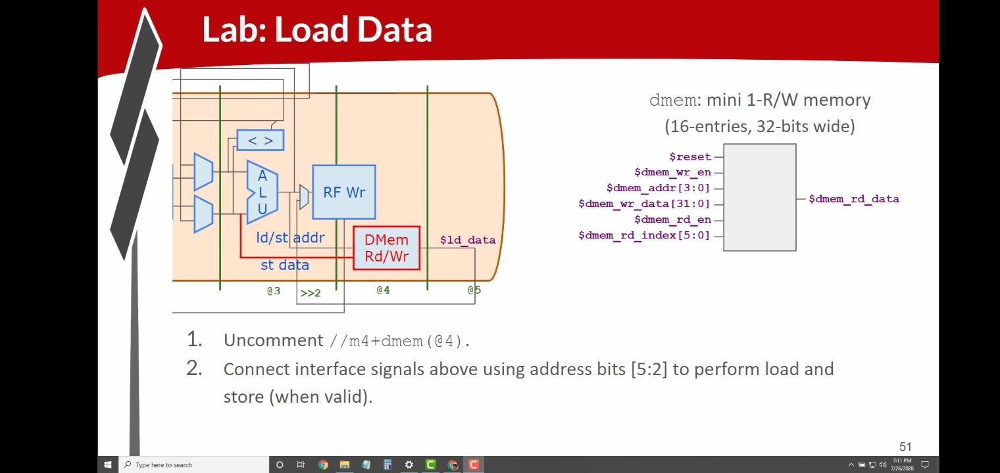 Lab: Load Data
dmem: mini 1-R/W memory
(16-entries, 32-bits wide)
$reset
$dmem_wr_en
$dmem_addr[3:0]
$dmem_wr_data[31:0]
$dmem_rd_en
$dmem_rd_index[5:0]
$dmem_rd_data
< >
A
L
U
RF Wr
ld/st addr
DMem
Rd/Wr
$ld_data
st data
@3
>>2
@4
@5
1. Uncomment //m4+dmem(@4).
2. Connect interface signals above using address bits [5:2] to perform load and
store (when valid).
51
Type here to search
7:11 PM
7/26/2020